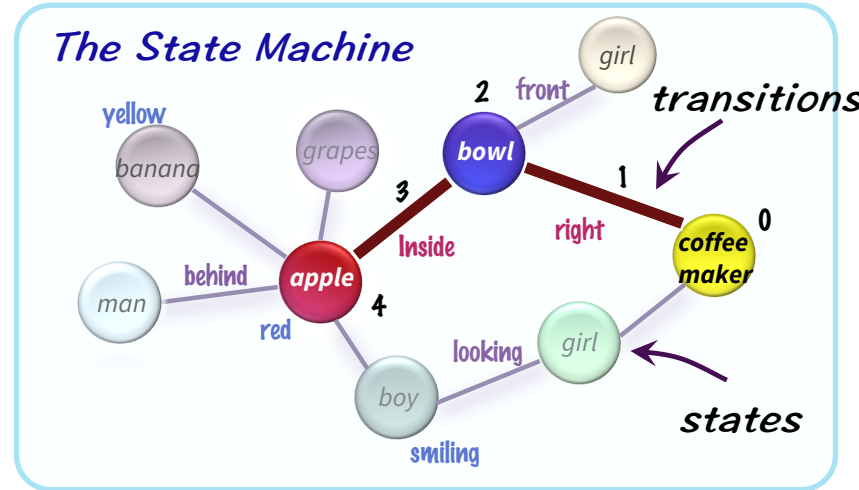 The State Machine
girl
2
front
transitions
yellow
banana
grapes
bowl
3
1
right
0
Inside
coffee
maker
behind
apple
man
4
red
looking
girl
boy
states
smiling